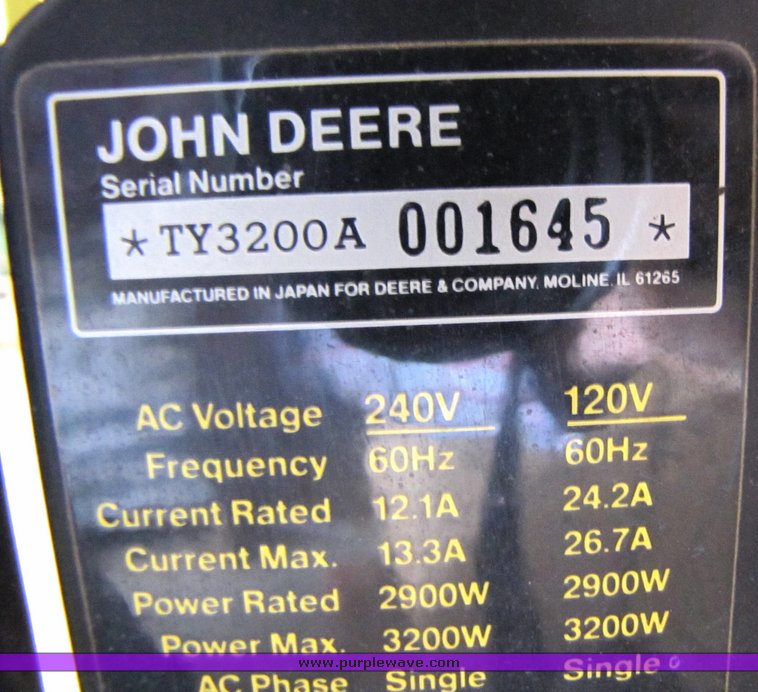 JOHN DEERE
Serial Number
*TY3200A 001645 *
MANUFACTURED IN JAPAN FOR DEERE & COMPANY, MOLINE, IL 61265
AC Voltage 240V 120V
Frequency 60Hz 60Hz
Current Rated 12.1A 24.2A
Current Max. 13.3A 26.7A
Power Rated 2900W 2900W
Power Max. 3200W 3200W
www.purplewave.com
AC Phase Single Single